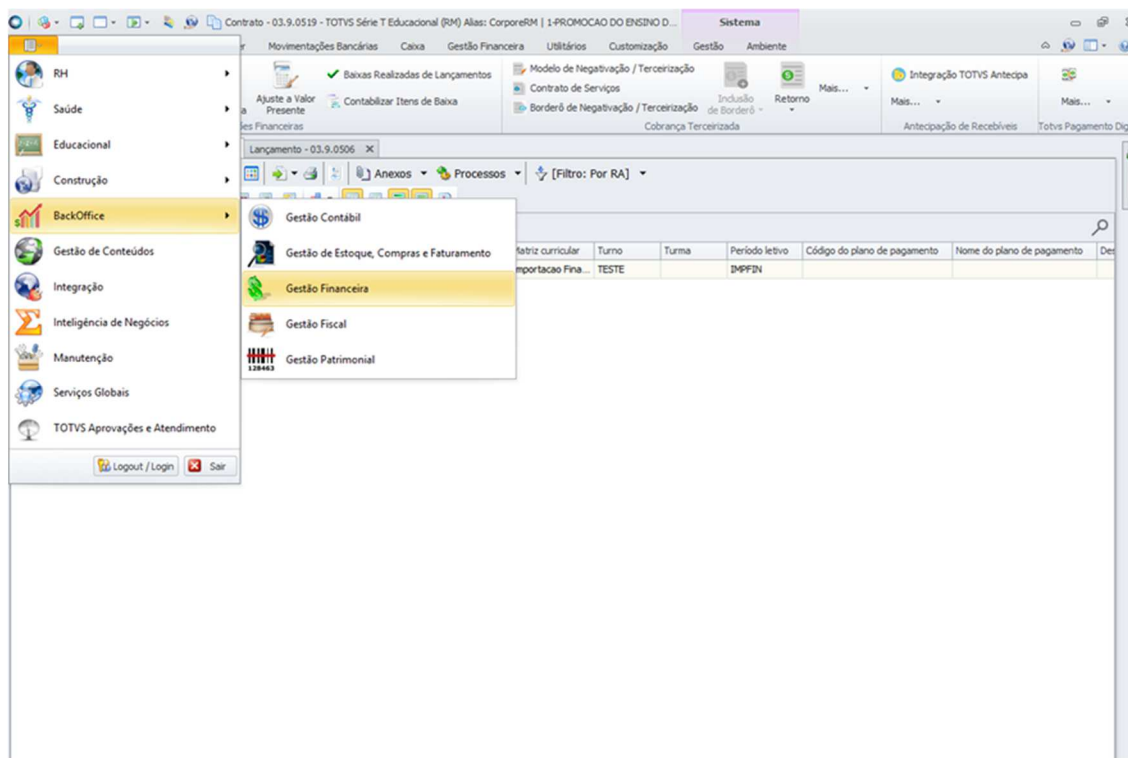 Contrato - 03.9.0519 - TOTVS Série T Educacional (RM) Alias: CorporeRM | 1-PROMOCAO DO ENSINO D... Sistema
Movimentações Bancárias Caixa Gestão Financeira Utilitários Customização Gestão Ambiente
Ajuste a Valor Presente
Baixas Realizadas de Lançamentos
Contabilizar Itens de Baixa
Modelo de Negativação / Terceirização
Contrato de Serviços
Borderô de Negativação / Terceirização
Inclusão de Borderô
Retorno
Mais...
Integração TOTVS Antecipa
Mais...
Mais...
es Financeiras Cobrança Terceirizada Antecipação de Recebíveis Totvs Pagamento Dig
Lançamento - 03.9.0506
Anexos Processos [Filtro: Por RA]
Matriz curricular Turno Turma Período letivo Código do plano de pagamento Nome do plano de pagamento Des
mportacao Fina... TESTE IMPFIN
RH
Saúde
Educacional
Construção
BackOffice
Gestão de Conteúdos
Integração
Inteligência de Negócios
Manutenção
Serviços Globais
TOTVS Aprovações e Atendimento
Logout / Login Sair
Gestão Contábil
Gestão de Estoque, Compras e Faturamento
Gestão Financeira
Gestão Fiscal
128463
Gestão Patrimonial